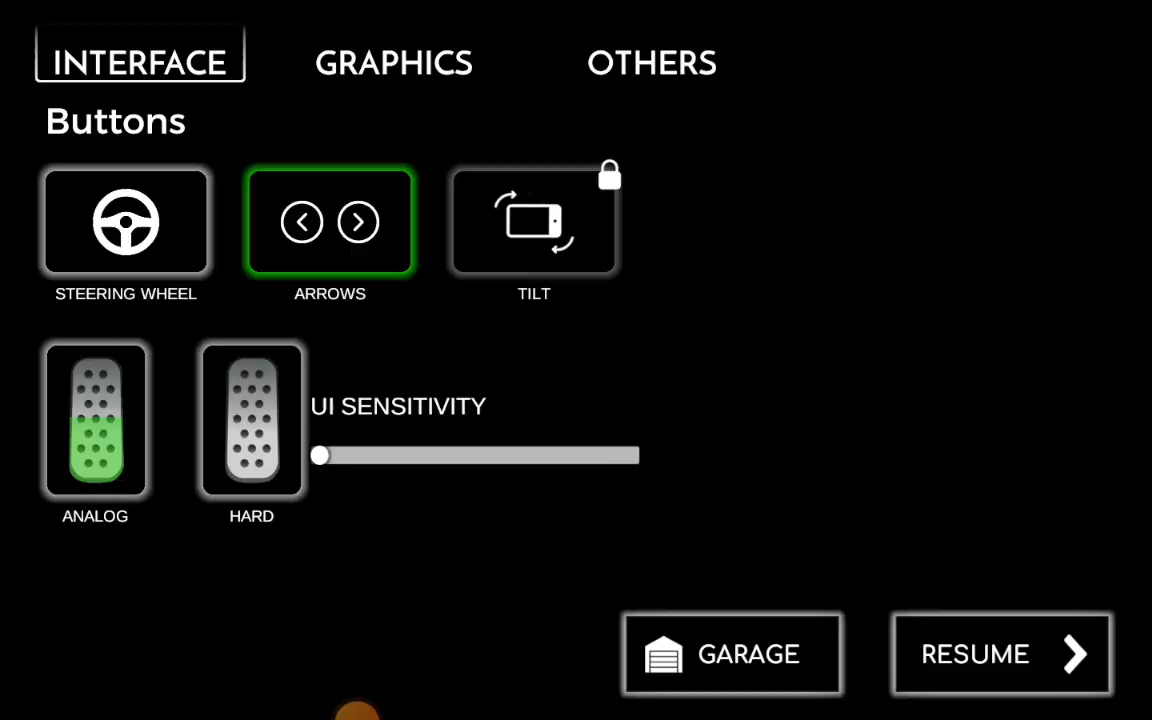 INTERFACE GRAPHICS OTHERS
Buttons
STEERING WHEEL ARROWS TILT
UI SENSITIVITY
ANALOG HARD
GARAGE RESUME